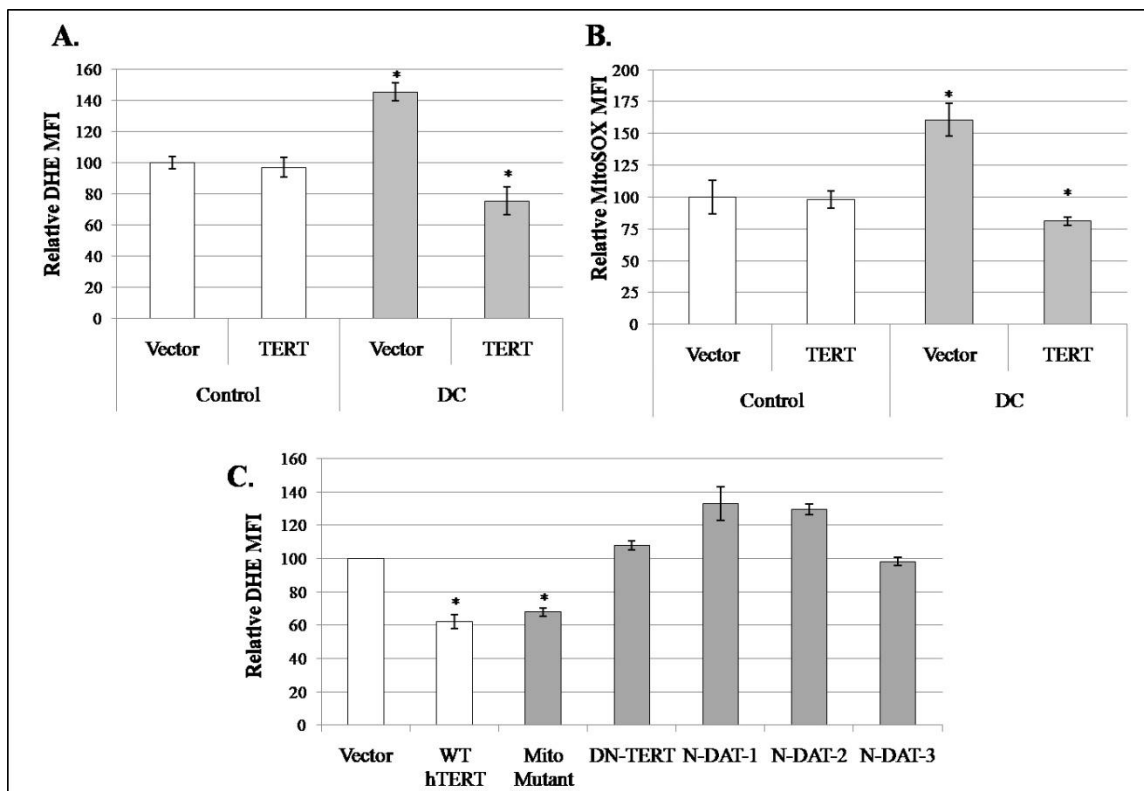 A.
Relative DHE MFI
160
140
120
100
80
60
40
20
0
*
*
Vector TERT Vector TERT
Control DC
B.
Relative MitoSOX MFI
200
175
150
125
100
75
50
25
0
*
*
Vector TERT Vector TERT
Control DC
C.
Relative DHE MFI
160
140
120
100
80
60
40
20
0
* *
Vector WT Mito DN-TERT N-DAT-1 N-DAT-2 N-DAT-3
hTERT Mutant